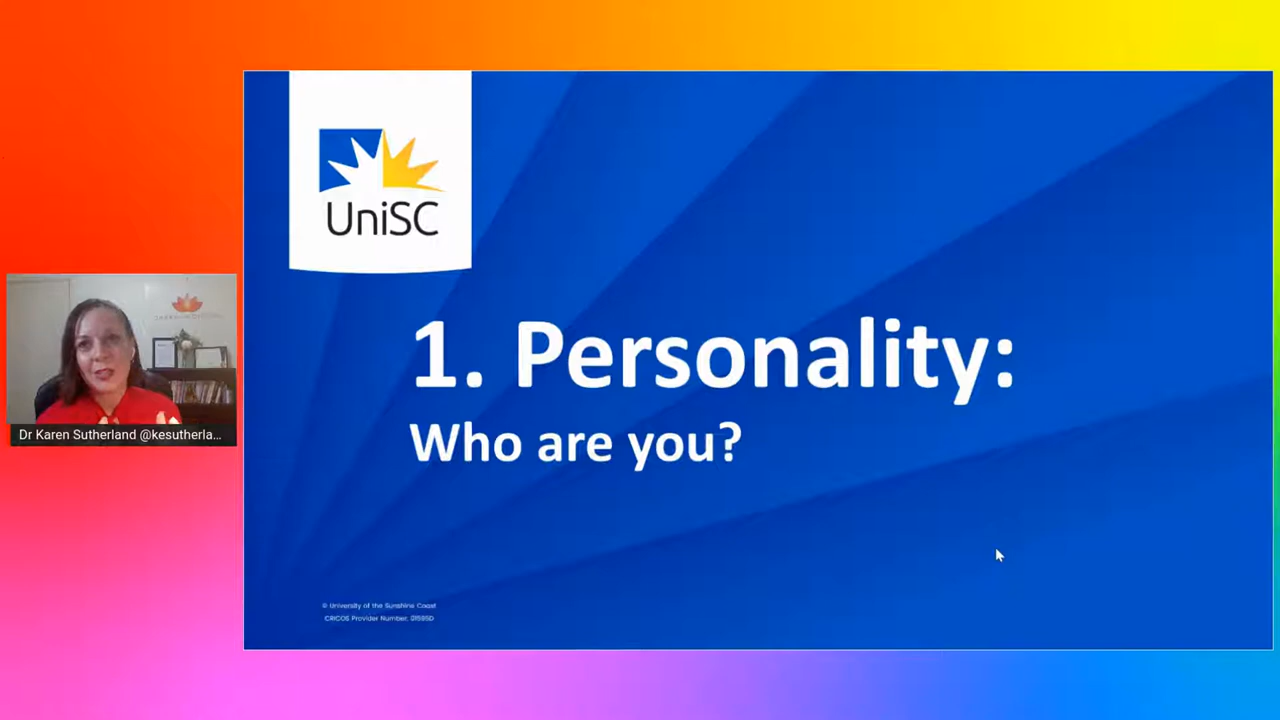 UniSC
1. Personality:
Who are you?
Dr Karen Sutherland @kesutherla...
© University of the Sunshine Coast
CRICOS Provider Number: 01595D